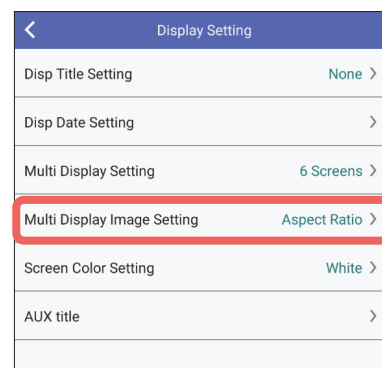 Display Setting
Disp Title Setting None
Disp Date Setting
Multi Display Setting 6 Screens
Multi Display Image Setting Aspect Ratio
Screen Color Setting White
AUX title